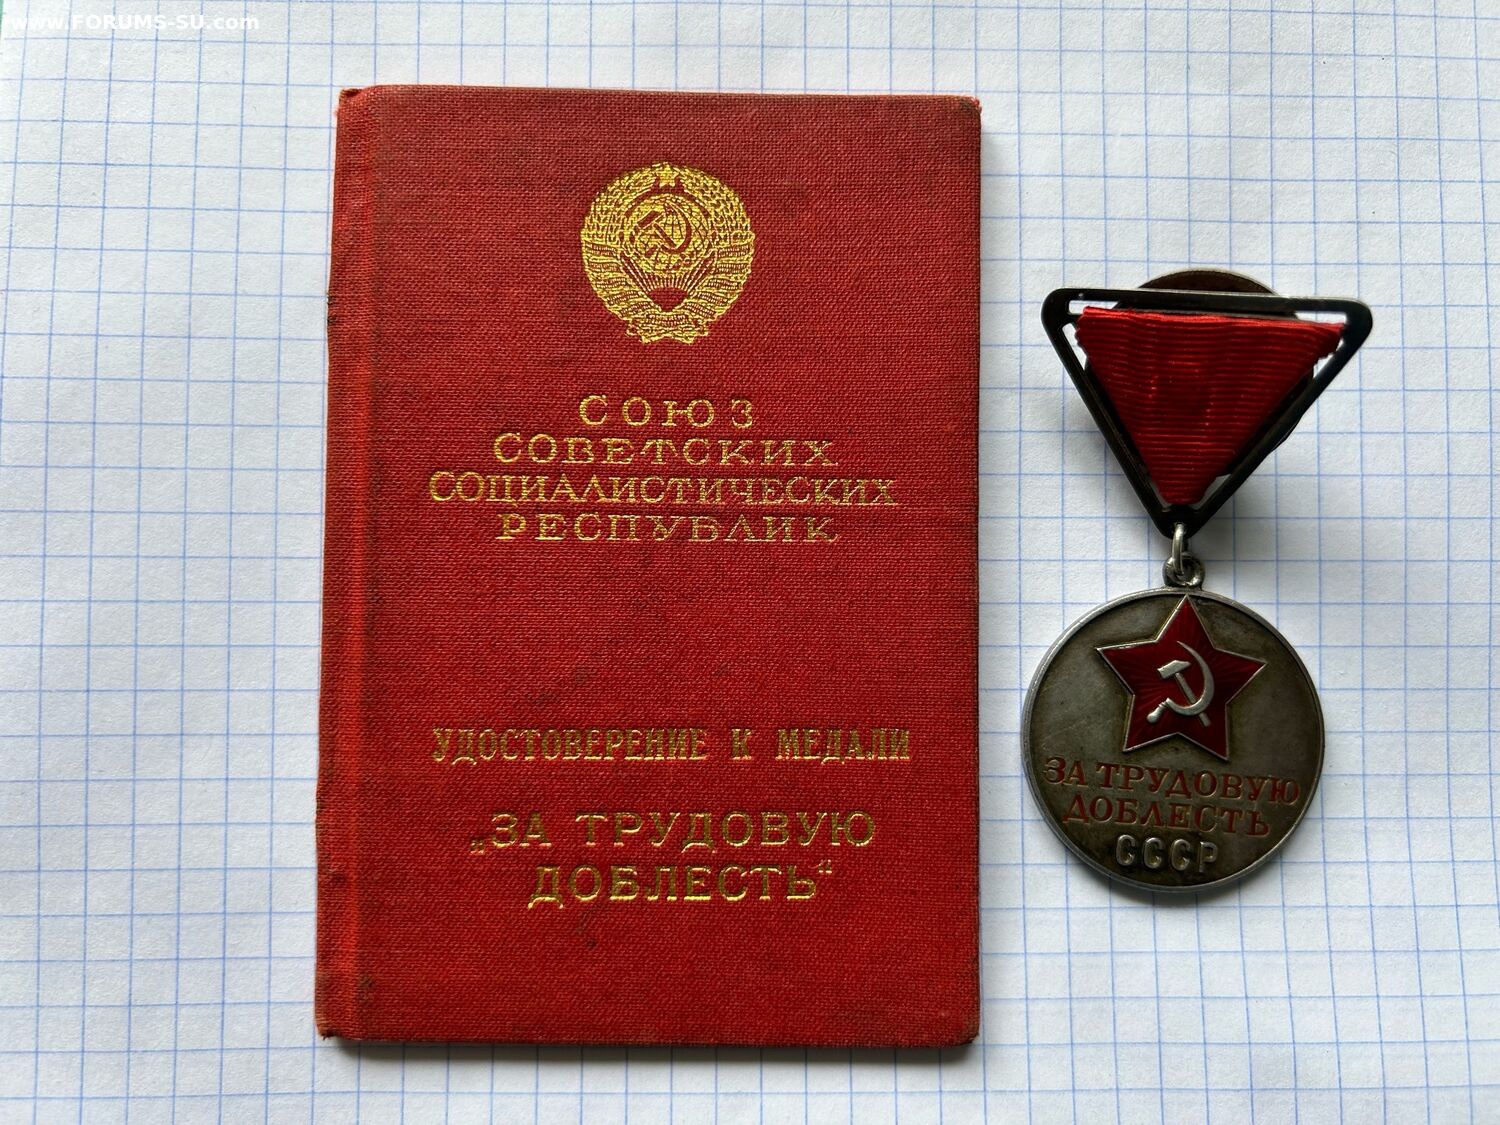 www.FORUMS-SU.com
СОЮЗ
СОВЕТСКИХ
СОЦИАЛИСТИЧЕСКИХ
РЕСПУБЛИК
УДОСТОВЕРЕНИЕ К МЕДАЛИ
„ЗА ТРУДОВУЮ
ДОБЛЕСТЬ“
ЗА ТРУДОВУЮ
ДОБЛЕСТЬ
СССР